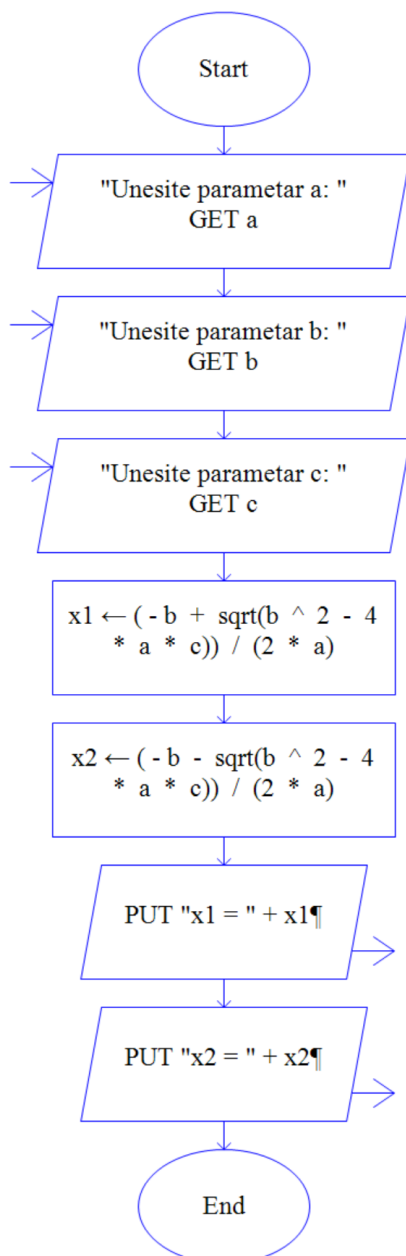 Start
"Unesite parametar a: "
GET a
"Unesite parametar b: "
GET b
"Unesite parametar c: "
GET c
x1 ← ( - b + sqrt(b ^ 2 - 4
* a * c)) / (2 * a)
x2 ← ( - b - sqrt(b ^ 2 - 4
* a * c)) / (2 * a)
PUT "x1 = " + x1¶
PUT "x2 = " + x2¶
End